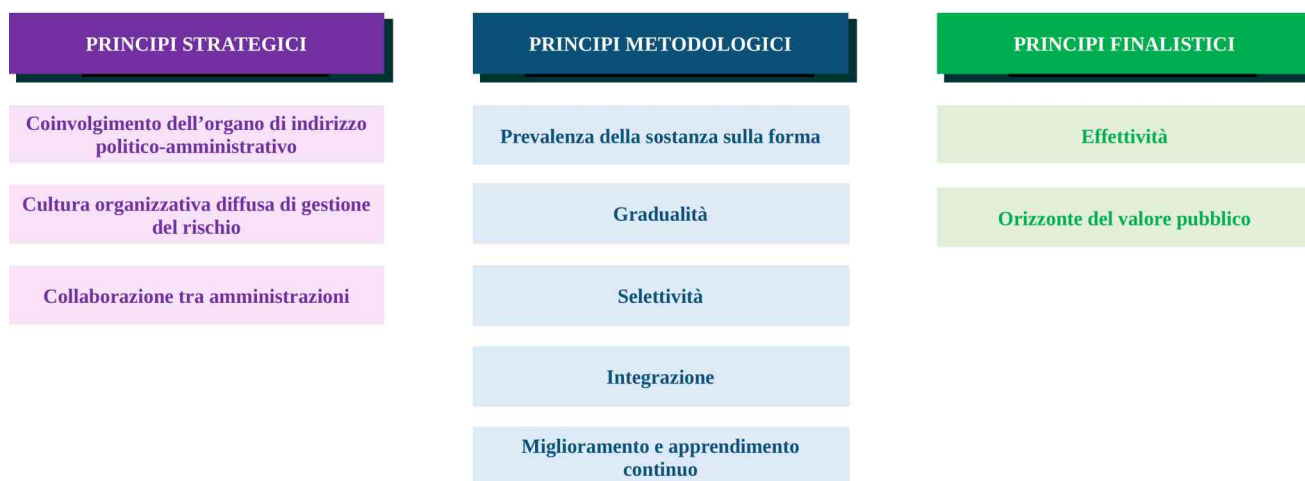 PRINCIPI STRATEGICI
Coinvolgimento dell’organo di indirizzo
politico-amministrativo
Cultura organizzativa diffusa di gestione
del rischio
Collaborazione tra amministrazioni
PRINCIPI METODOLOGICI
Prevalenza della sostanza sulla forma
Gradualità
Selettività
Integrazione
Miglioramento e apprendimento
continuo
PRINCIPI FINALISTICI
Effettività
Orizzonte del valore pubblico